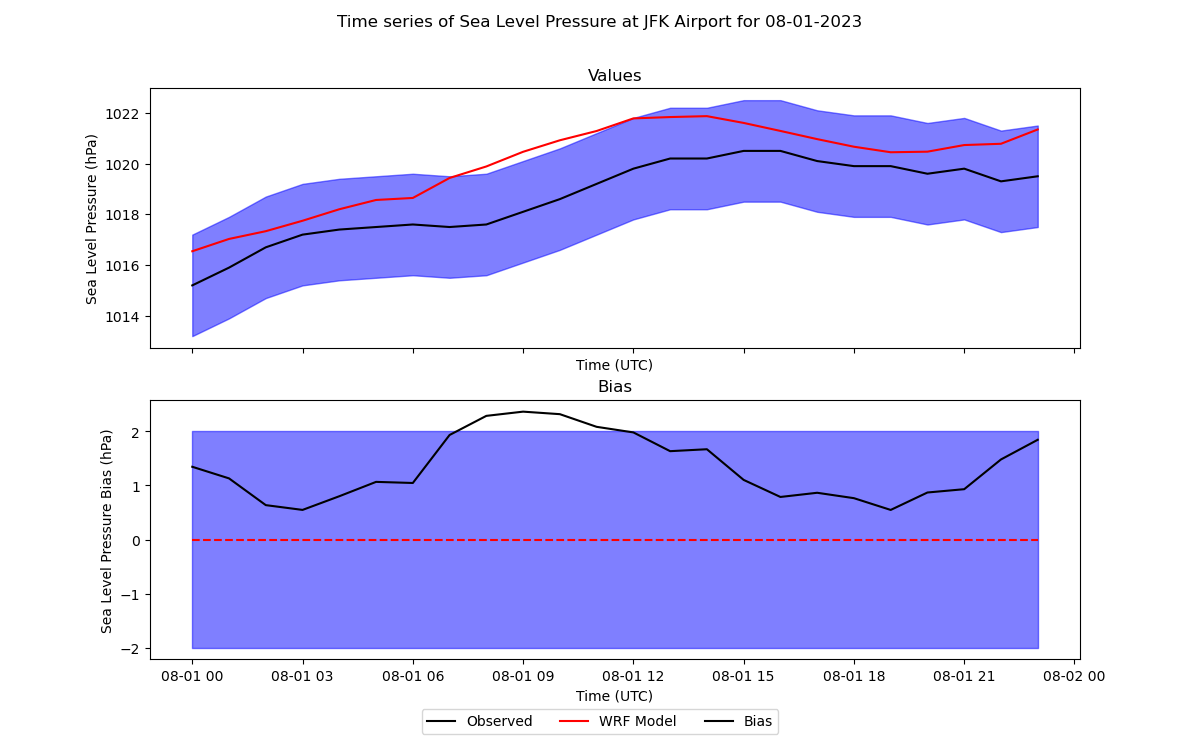 Time series of Sea Level Pressure at JFK Airport for 08-01-2023
Values
Sea Level Pressure (hPa)
1022
1020
1018
1016
1014
Time (UTC)
Bias
Sea Level Pressure Bias (hPa)
2
1
0
−1
−2
08-01 00 08-01 03 08-01 06 08-01 09 08-01 12 08-01 15 08-01 18 08-01 21 08-02 00
Time (UTC)
Observed WRF Model Bias